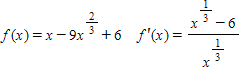 f(x) = x − 9x^(2/3) + 6   f'(x) = (x^(1/3) − 6) / x^(1/3)